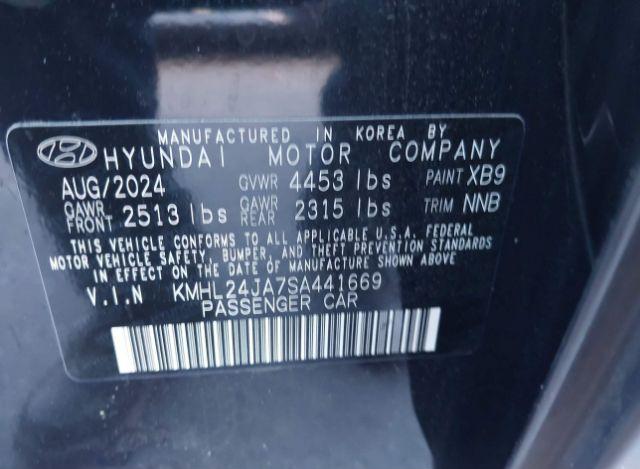 MANUFACTURED IN KOREA BY
HYUNDAI MOTOR COMPANY
AUG/2024 GVWR 4453 lbs PAINT XB9
GAWR FRONT 2513 lbs GAWR REAR 2315 lbs TRIM NNB
THIS VEHICLE CONFORMS TO ALL APPLICABLE U.S.A. FEDERAL
MOTOR VEHICLE SAFETY, BUMPER, AND THEFT PREVENTION STANDARDS
IN EFFECT ON THE DATE OF MANUFACTURE SHOWN ABOVE
V.I.N KMHL24JA7SA441669
PASSENGER CAR